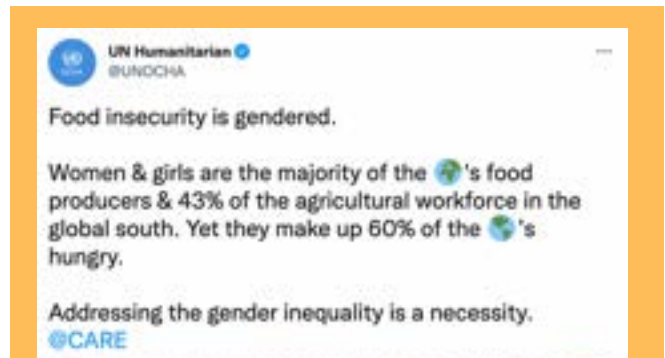 UN Humanitarian
@UNOCHA
Food insecurity is gendered.
Women & girls are the majority of the 🌍's food
producers & 43% of the agricultural workforce in the
global south. Yet they make up 60% of the 🌎's
hungry.
Addressing the gender inequality is a necessity.
@CARE